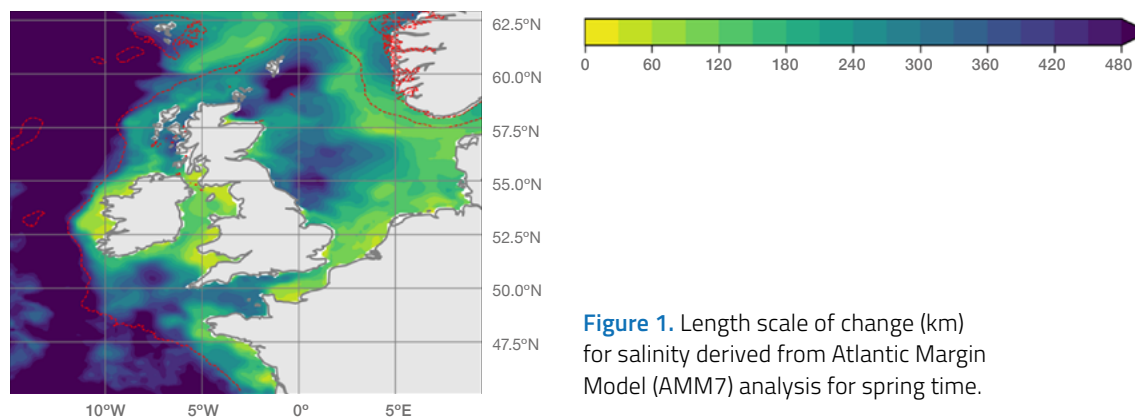 62.5°N
60.0°N
57.5°N
55.0°N
52.5°N
50.0°N
47.5°N
10°W 5°W 0° 5°E
0 60 120 180 240 300 360 420 480
Figure 1. Length scale of change (km)
for salinity derived from Atlantic Margin
Model (AMM7) analysis for spring time.